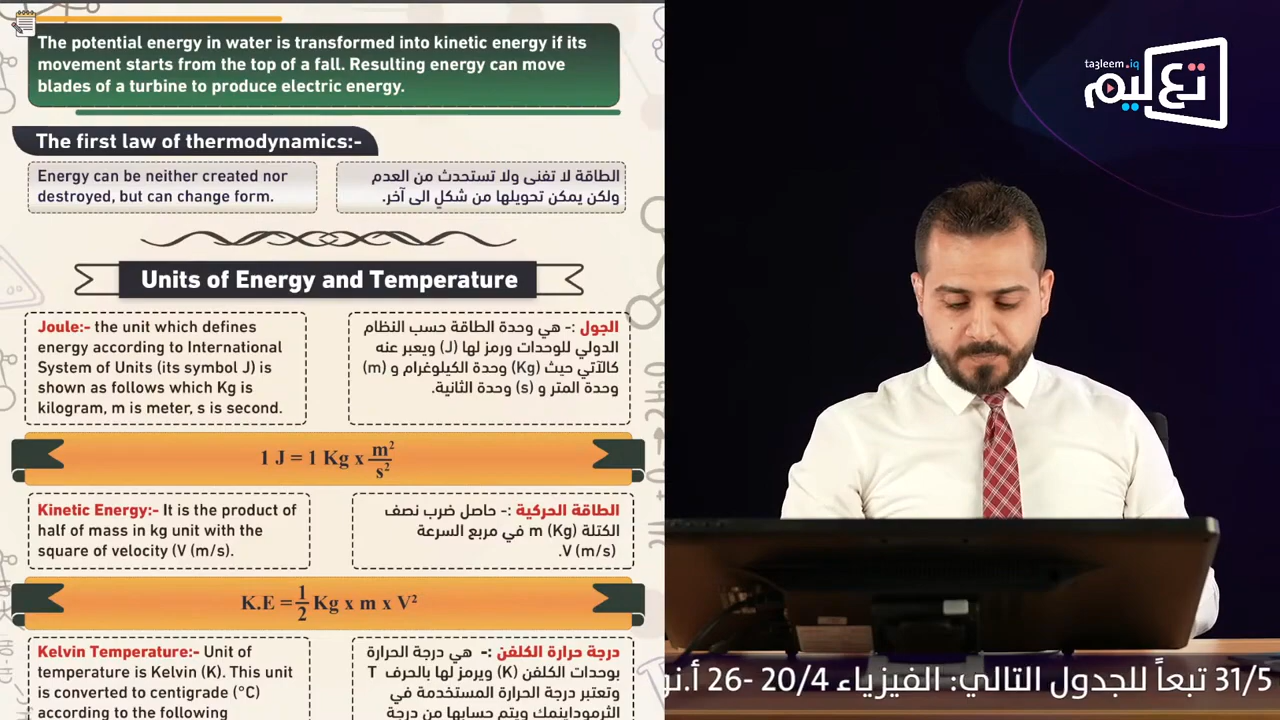 The potential energy in water is transformed into kinetic energy if its
movement starts from the top of a fall. Resulting energy can move
blades of a turbine to produce electric energy.
The first law of thermodynamics:-
Energy can be neither created nor
destroyed, but can change form.
الطاقة لا تفنى ولا تستحدث من العدم
ولكن يمكن تحويلها من شكلٍ الى آخر.
Units of Energy and Temperature
Joule:- the unit which defines
energy according to International
System of Units (its symbol J) is
shown as follows which Kg is
kilogram, m is meter, s is second.
الجول :- هي وحدة الطاقة حسب النظام
الدولي للوحدات ورمز لها (J) ويعبر عنه
كالآتي حيث (Kg) وحدة الكيلوغرام و (m)
وحدة المتر و (s) وحدة الثانية.
1 J = 1 Kg x m²/s²
Kinetic Energy:- It is the product of
half of mass in kg unit with the
square of velocity (V (m/s).
الطاقة الحركية :- حاصل ضرب نصف
الكتلة m (Kg) في مربع السرعة
V (m/s).
K.E = 1/2 Kg x m x V²
Kelvin Temperature:- Unit of
temperature is Kelvin (K). This unit
is converted to centigrade (°C)
according to the following
درجة حرارة الكلفن :- هي درجة الحرارة
بوحدات الكلفن (K) ويرمز لها بالحرف T
وتعتبر درجة الحرارة المستخدمة في
الثرموداينمك ويتم حسابها من درجة
ta3leem.iq
تعليم
31/5 تبعاً للجدول التالي: الفيزياء 20/4 -26 أ.نو